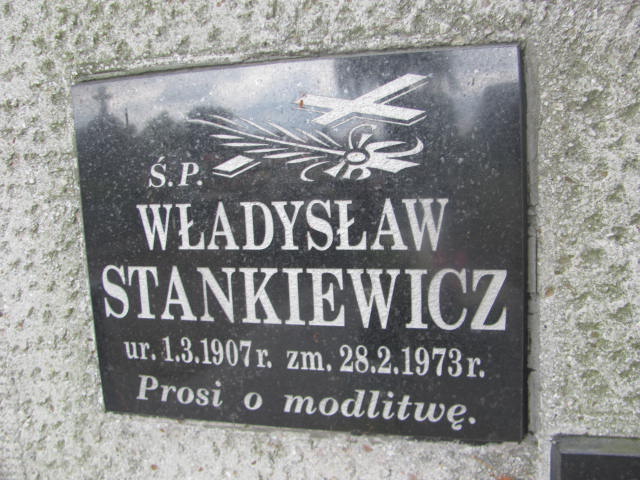 Ś.P.
WŁADYSŁAW
STANKIEWICZ
ur. 1.3.1907 r. zm. 28.2.1973 r.
Prosi o modlitwę.